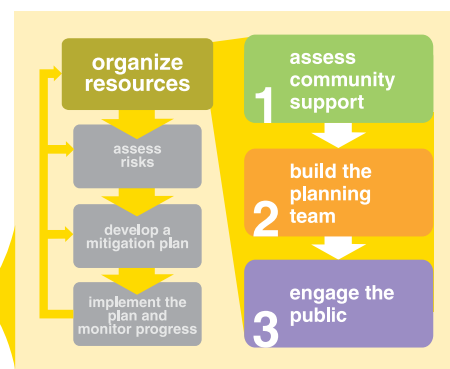 organize
resources
assess
risks
develop a
mitigation plan
implement the
plan and
monitor progress
1
assess
community
support
2
build the
planning
team
3
engage the
public